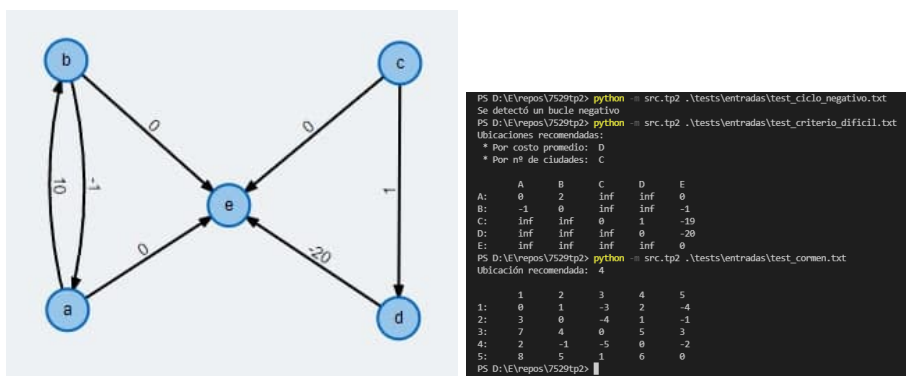 b
c
0
0
10
-1
1
e
0
-20
a
d
PS D:\E\repos\7529tp2> python -m src.tp2 .\tests\entradas\test_ciclo_negativo.txt
Se detectó un bucle negativo
PS D:\E\repos\7529tp2> python -m src.tp2 .\tests\entradas\test_criterio_dificil.txt
Ubicaciones recomendadas:
* Por costo promedio: D
* Por nº de ciudades: C
A B C D E
A: 0 2 inf inf 0
B: -1 0 inf inf -1
C: inf inf 0 1 -19
D: inf inf inf 0 -20
E: inf inf inf inf 0
PS D:\E\repos\7529tp2> python -m src.tp2 .\tests\entradas\test_cormen.txt
Ubicación recomendada: 4
1 2 3 4 5
1: 0 1 -3 2 -4
2: 3 0 -4 1 -1
3: 7 4 0 5 3
4: 2 -1 -5 0 -2
5: 8 5 1 6 0
PS D:\E\repos\7529tp2>